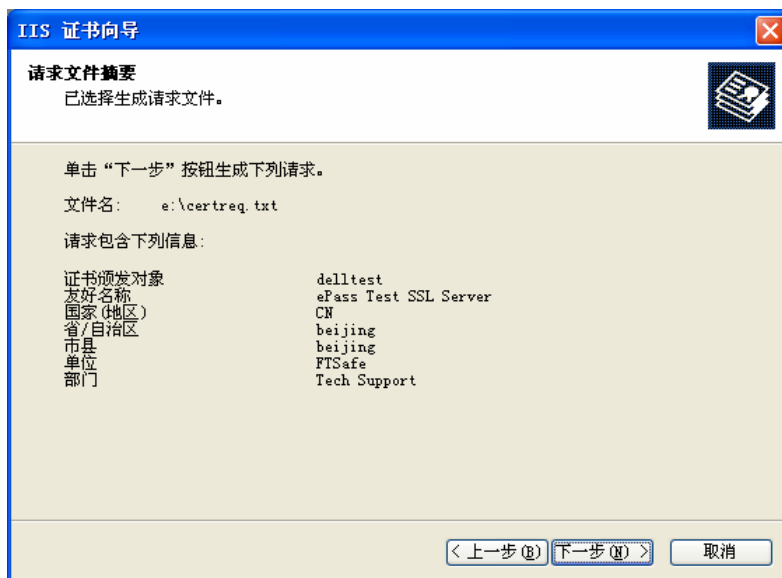 IIS 证书向导
请求文件摘要
已选择生成请求文件。
单击“下一步”按钮生成下列请求。
文件名: e:\certreq.txt
请求包含下列信息:
证书颁发对象 delltest
友好名称 ePass Test SSL Server
国家(地区) CN
省/自治区 beijing
市县 beijing
单位 FTSafe
部门 Tech Support
< 上一步(B) 下一步(N) > 取消